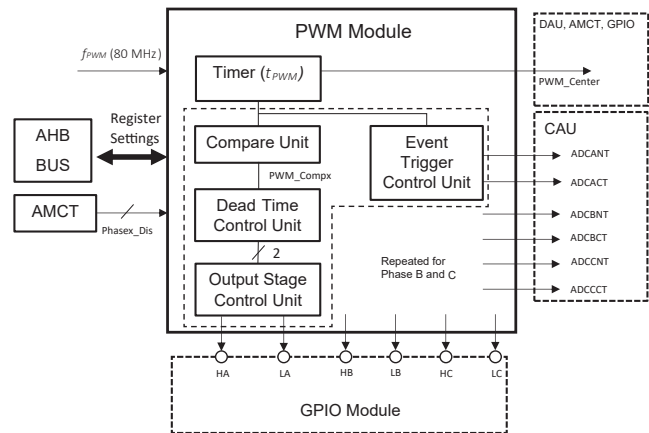 PWM Module
DAU, AMCT, GPIO
fPWM (80 MHz)
Timer (tPWM)
PWM_Center
Register
Settings
AHB
BUS
Compare Unit
Event
Trigger
Control Unit
CAU
ADCANT
ADCACT
PWM_Compx
AMCT
Phasex_Dis
Dead Time
Control Unit
ADCBNT
ADCBCT
2
Repeated for
Phase B and C
ADCCNT
ADCCCT
Output Stage
Control Unit
HA
LA
HB
LB
HC
LC
GPIO Module